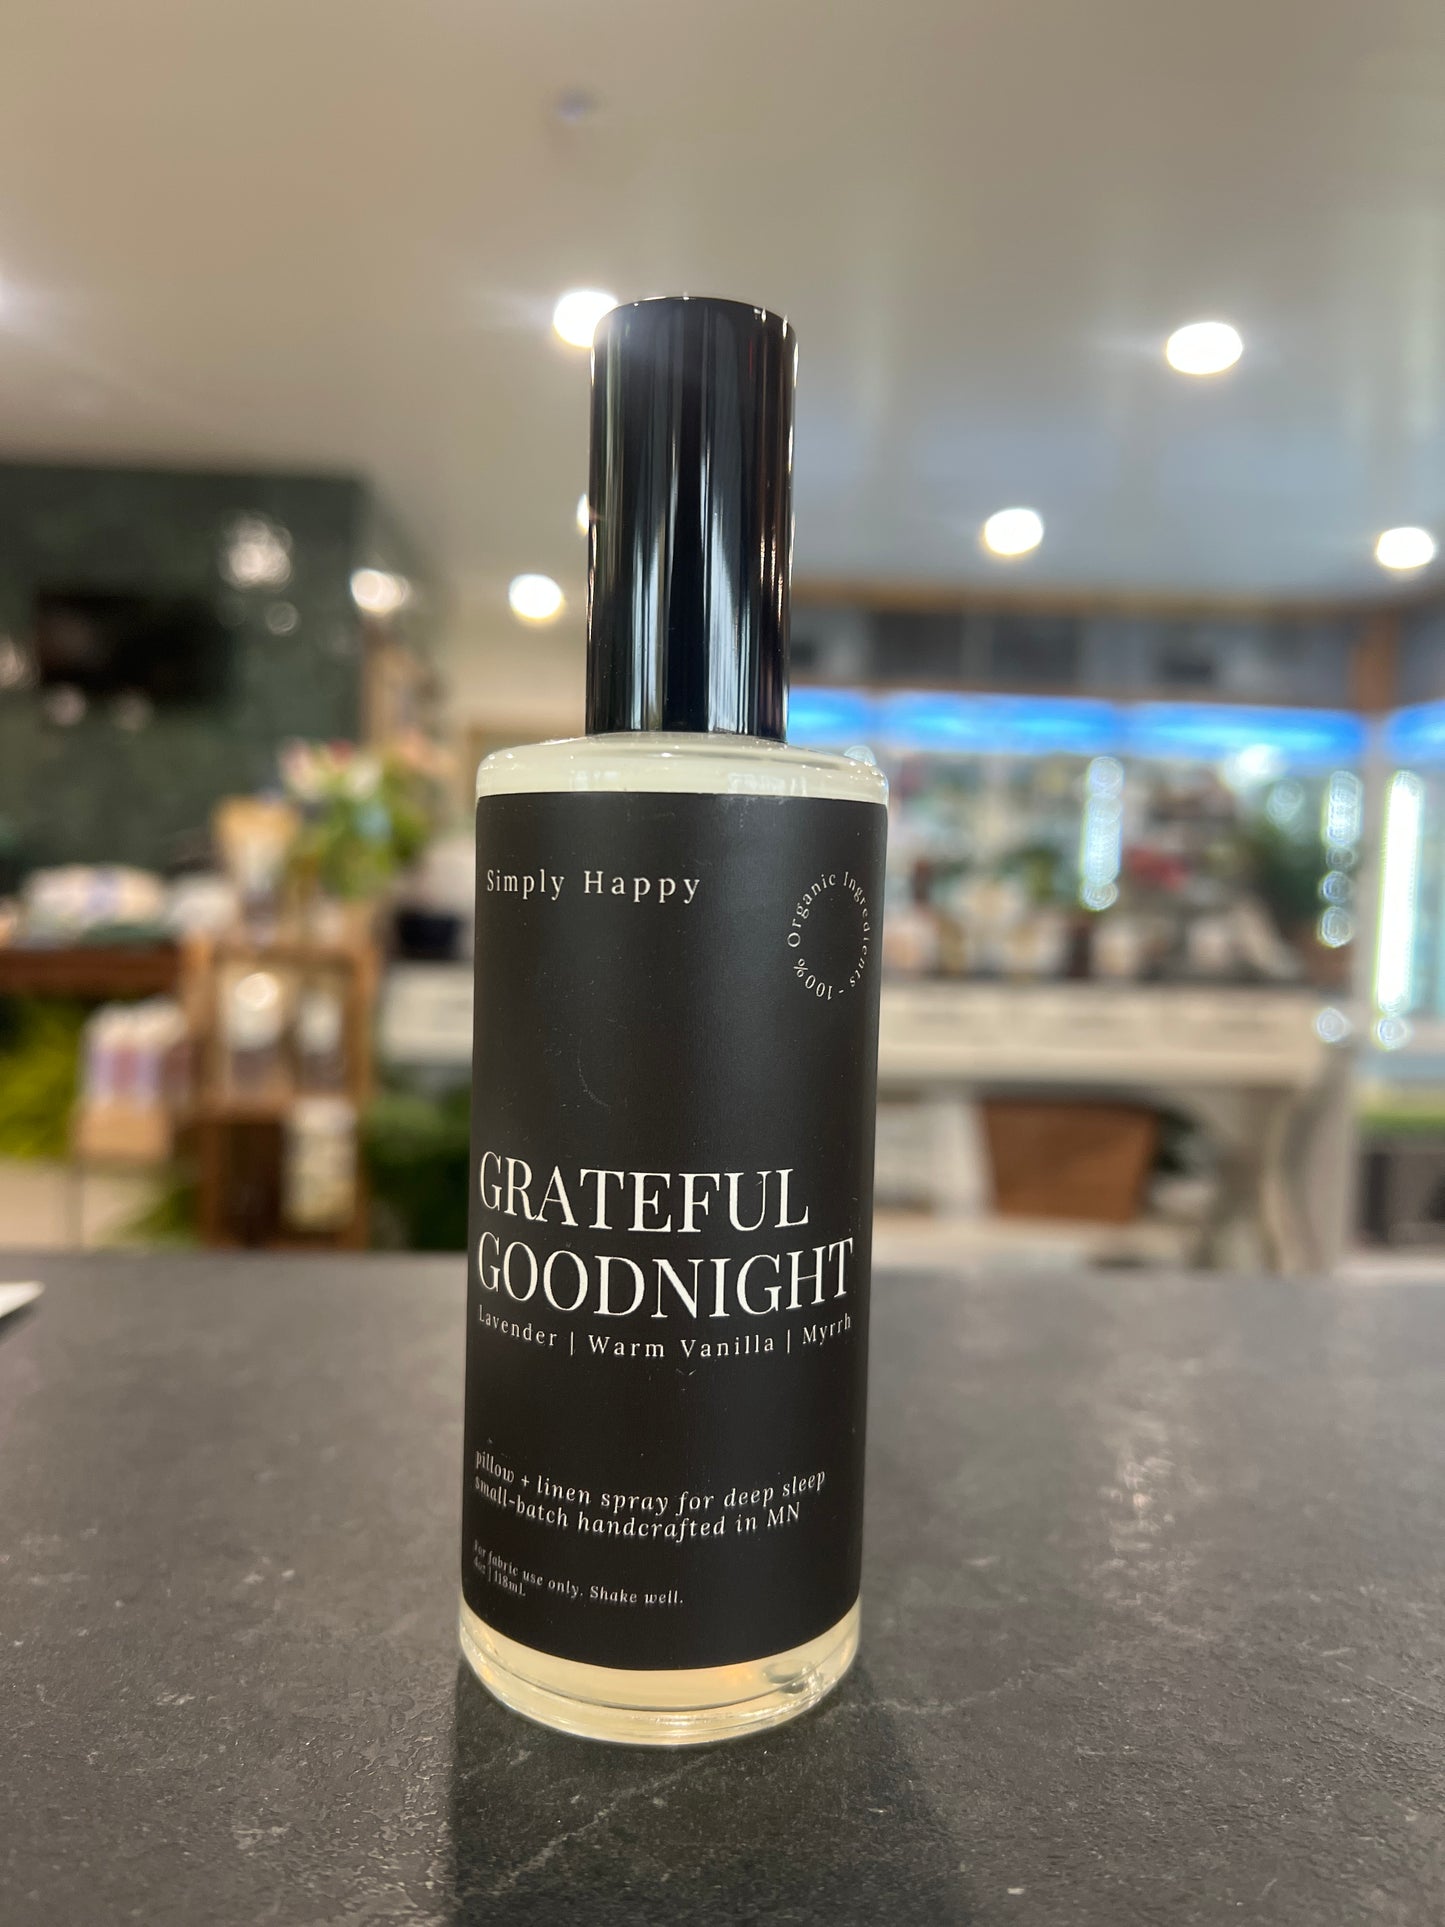 Simply Happy
100% Organic Ingredients -
GRATEFUL
GOODNIGHT
Lavender | Warm Vanilla | Myrrh
pillow + linen spray for deep sleep
small-batch handcrafted in MN
For fabric use only. Shake well.
4oz | 118mL